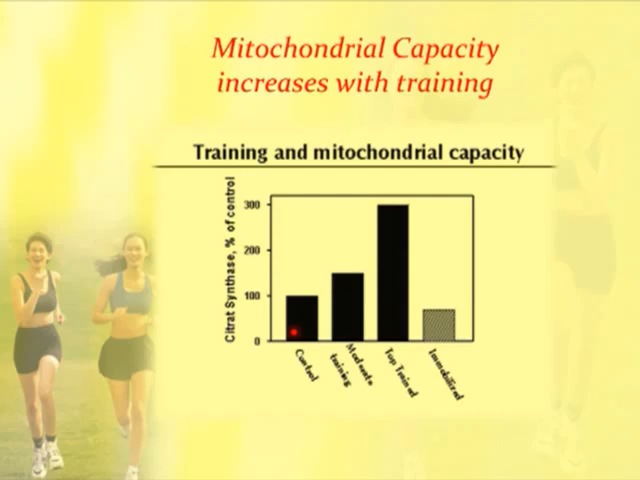 Mitochondrial Capacity
increases with training
Training and mitochondrial capacity
Citrat Synthase, % of control
300
200
100
0
Control
Moderate
training
Top Trained
Immobilized